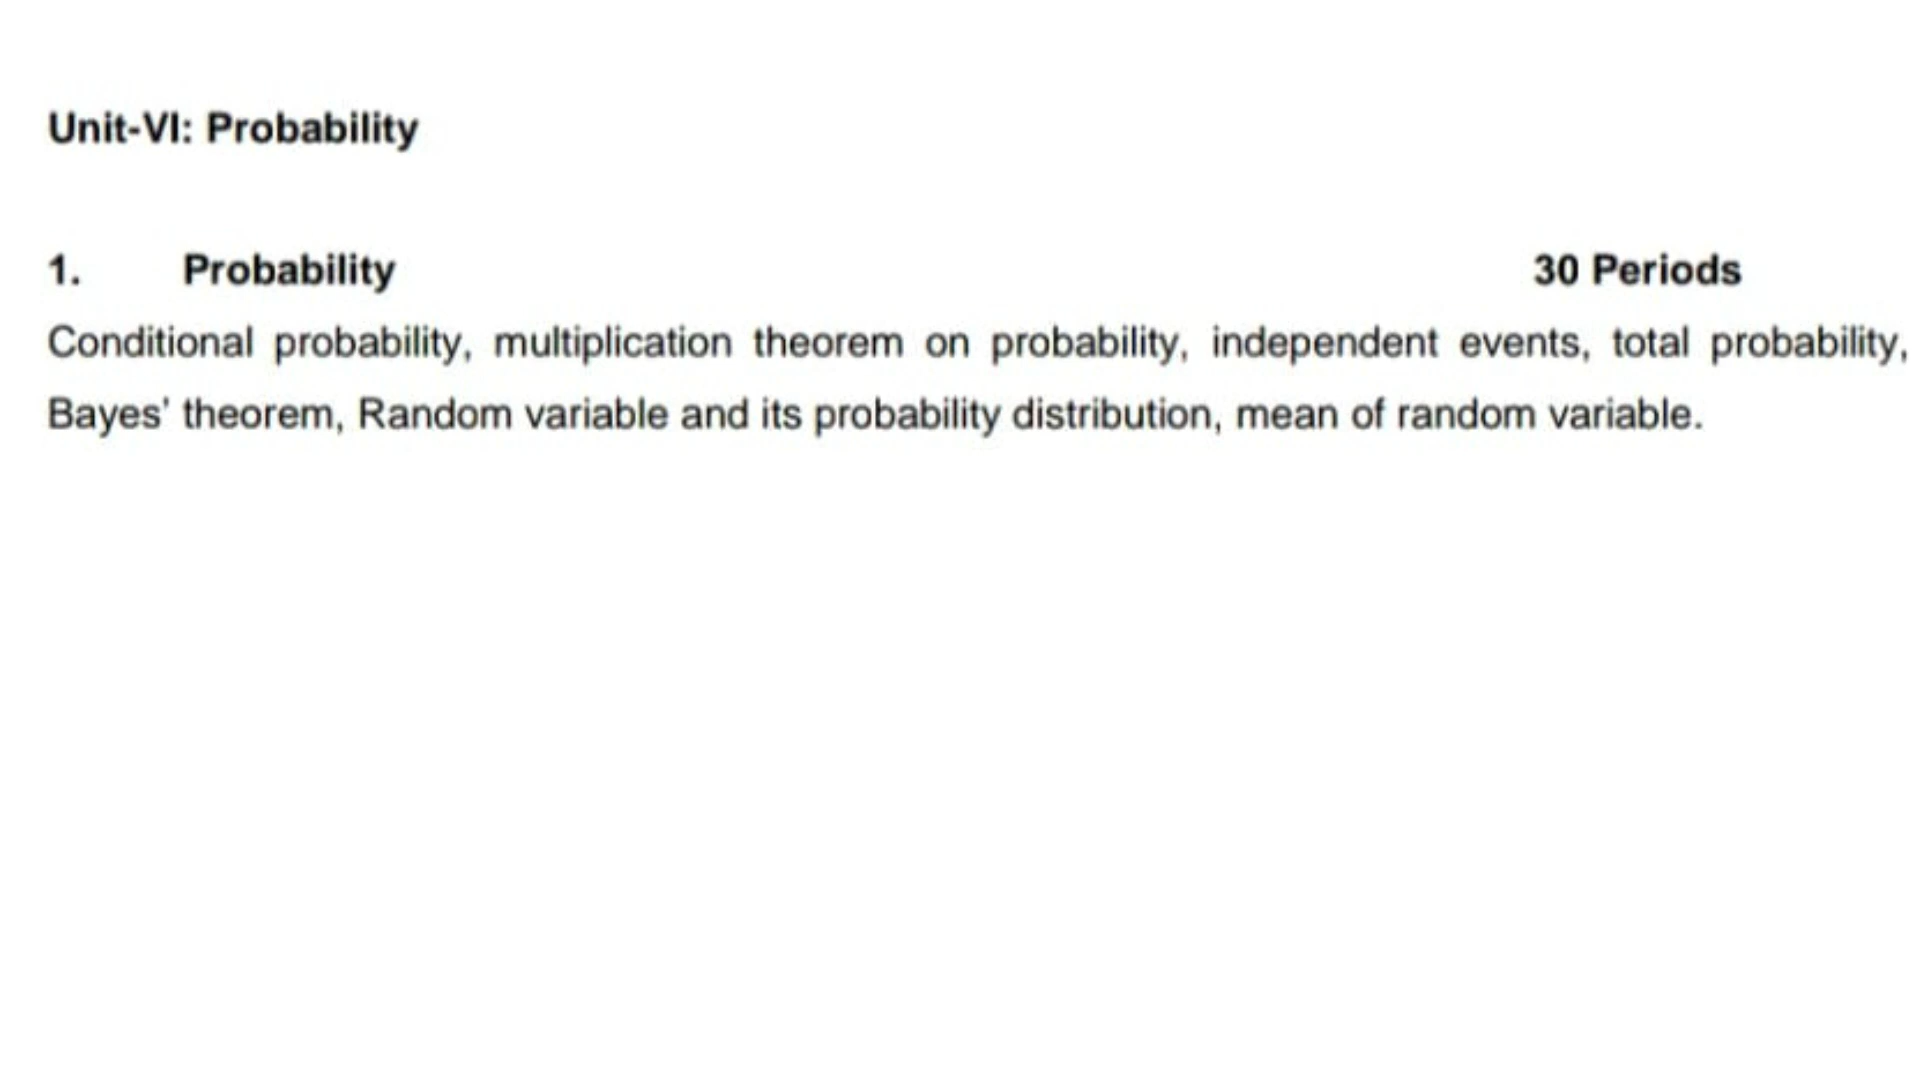 Unit-VI: Probability
1. Probability 30 Periods
Conditional probability, multiplication theorem on probability, independent events, total probability,
Bayes' theorem, Random variable and its probability distribution, mean of random variable.